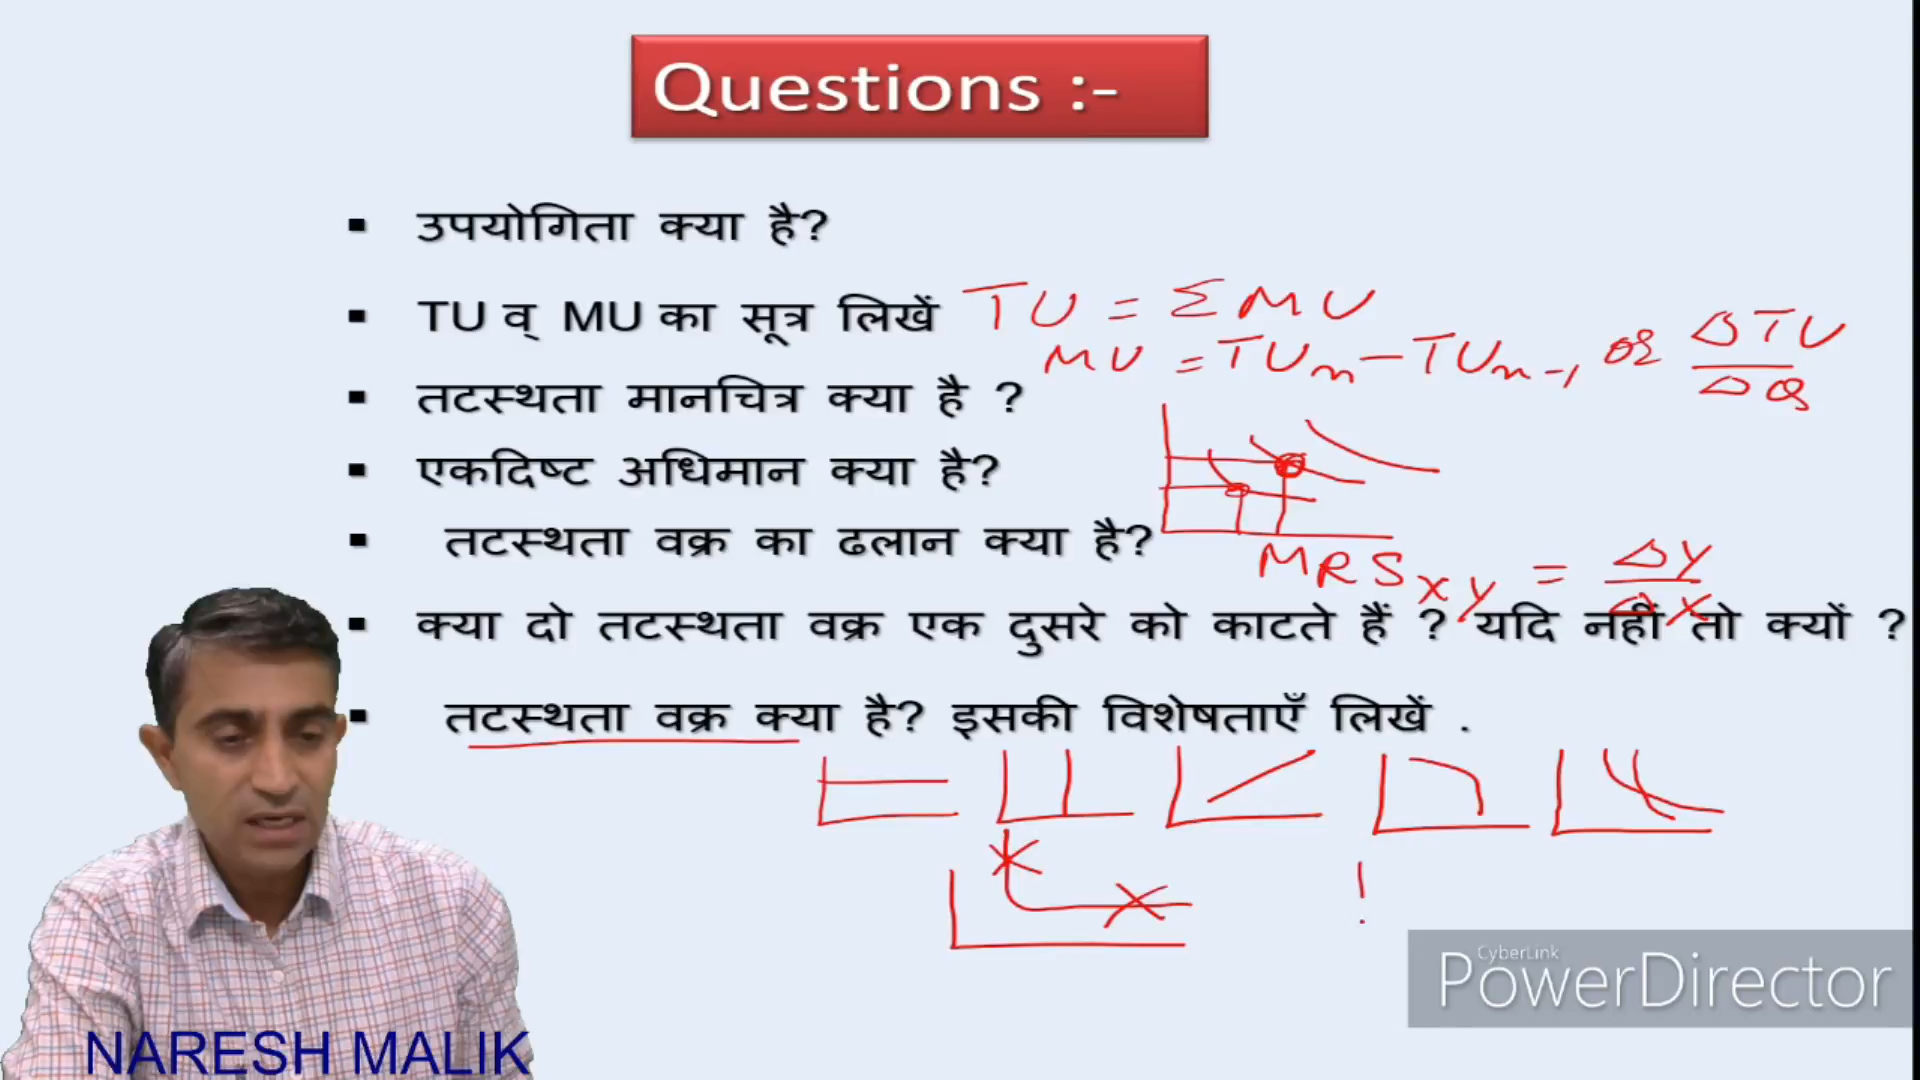 Questions :-
उपयोगिता क्या है?
TU व् MU का सूत्र लिखें TU = ΣMU
MU = TUn - TUn-1, or ΔTU/ΔQ
तटस्थता मानचित्र क्या है ?
एकदिष्ट अधिमान क्या है?
तटस्थता वक्र का ढलान क्या है?
MRSxy = ΔY/ΔX
क्या दो तटस्थता वक्र एक दुसरे को काटते हैं ? यदि नहीं तो क्यों ?
तटस्थता वक्र क्या है? इसकी विशेषताएँ लिखें .
CyberLink
PowerDirector
NARESH MALIK